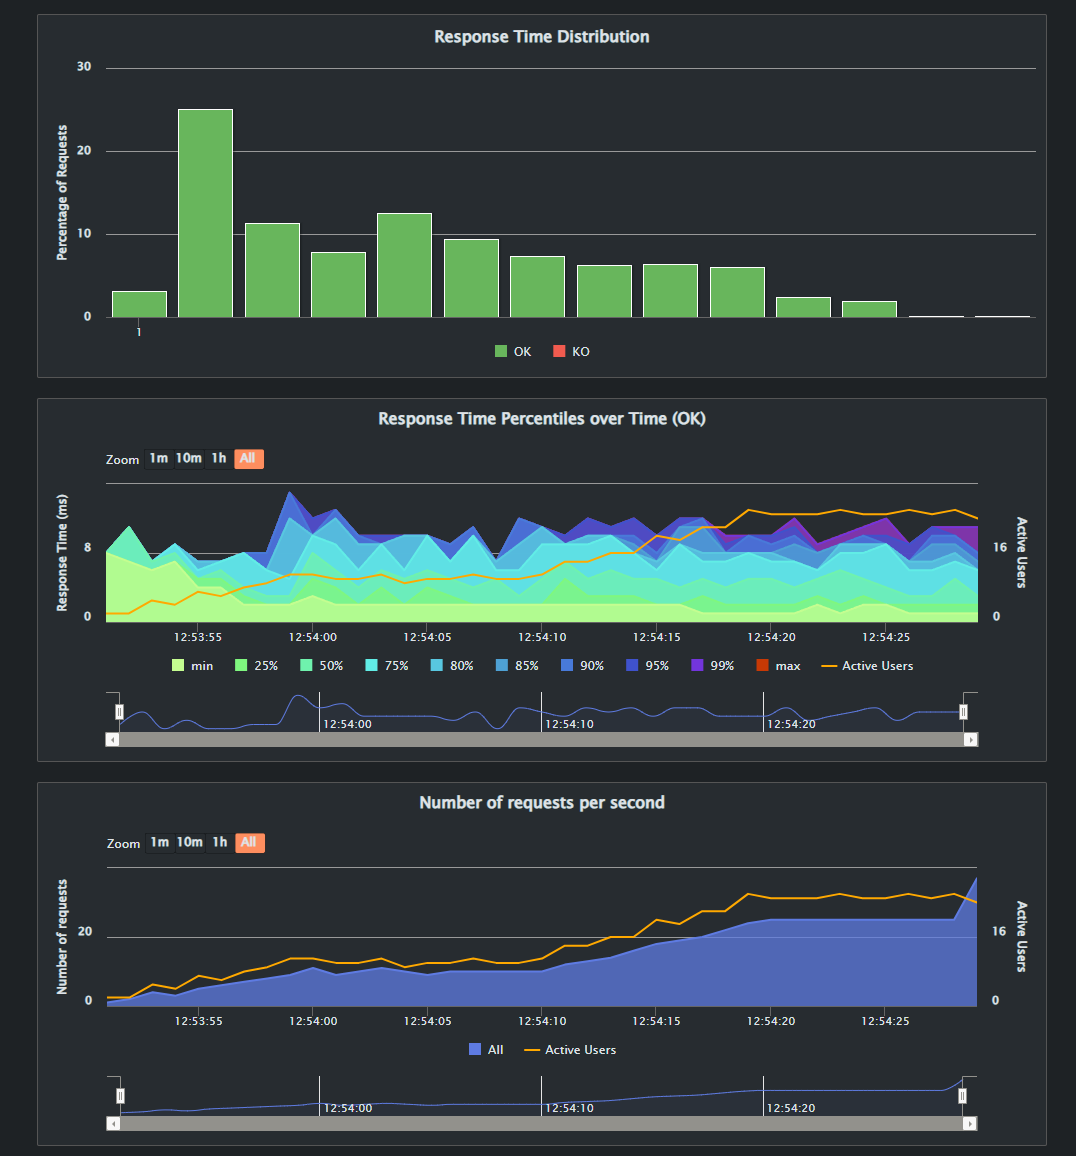 Response Time Distribution
30
20
10
0
Percentage of Requests
1
OK KO
Response Time Percentiles over Time (OK)
Zoom 1m 10m 1h All
Response Time (ms)
8
0
16
0
Active Users
12:53:55 12:54:00 12:54:05 12:54:10 12:54:15 12:54:20 12:54:25
min 25% 50% 75% 80% 85% 90% 95% 99% max Active Users
12:54:00 12:54:10 12:54:20
Number of requests per second
Zoom 1m 10m 1h All
Number of requests
20
0
16
0
Active Users
12:53:55 12:54:00 12:54:05 12:54:10 12:54:15 12:54:20 12:54:25
All Active Users
12:54:00 12:54:10 12:54:20